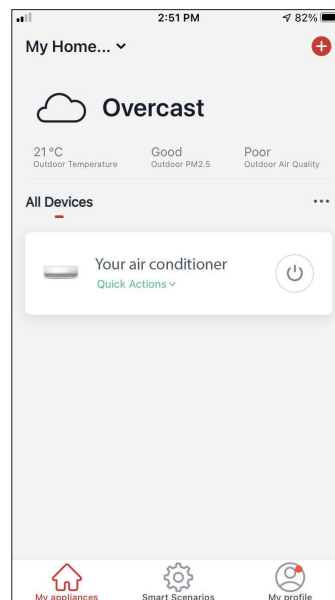 2:51 PM 82%
My Home...
Overcast
21°C Good Poor
Outdoor Temperature Outdoor PM2.5 Outdoor Air Quality
All Devices
Your air conditioner
Quick Actions
My appliances Smart Scenarios My profile